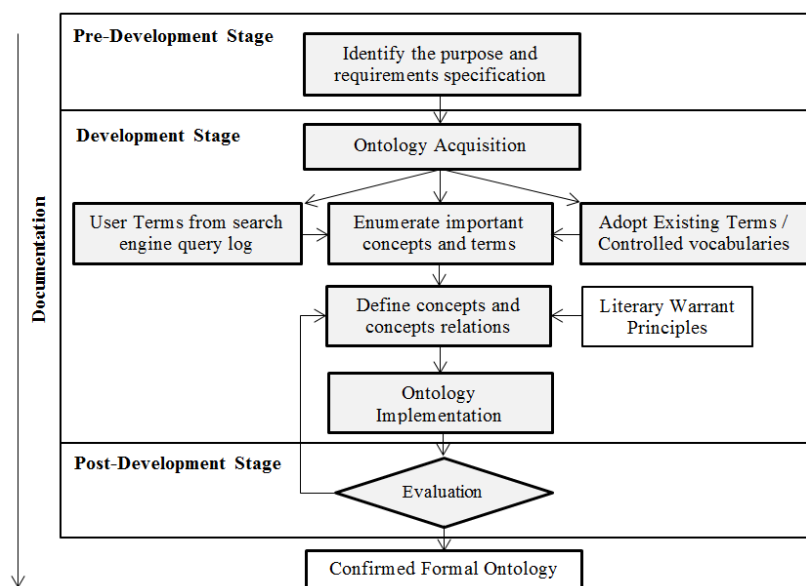 Pre-Development Stage
Identify the purpose and
requirements specification
Development Stage
Ontology Acquisition
User Terms from search
engine query log
Enumerate important
concepts and terms
Adopt Existing Terms /
Controlled vocabularies
Documentation
Define concepts and
concepts relations
Literary Warrant
Principles
Ontology
Implementation
Post-Development Stage
Evaluation
Confirmed Formal Ontology